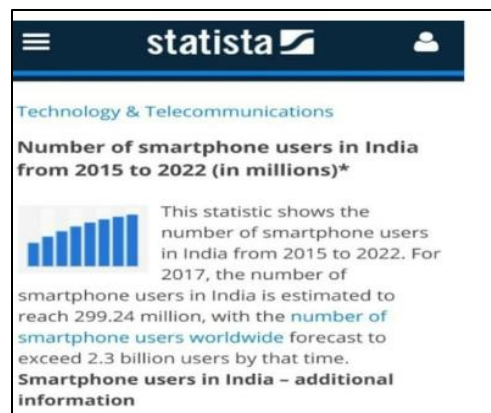 statista
Technology & Telecommunications
Number of smartphone users in India
from 2015 to 2022 (in millions)*
This statistic shows the
number of smartphone users
in India from 2015 to 2022. For
2017, the number of
smartphone users in India is estimated to
reach 299.24 million, with the number of
smartphone users worldwide forecast to
exceed 2.3 billion users by that time.
Smartphone users in India – additional
information